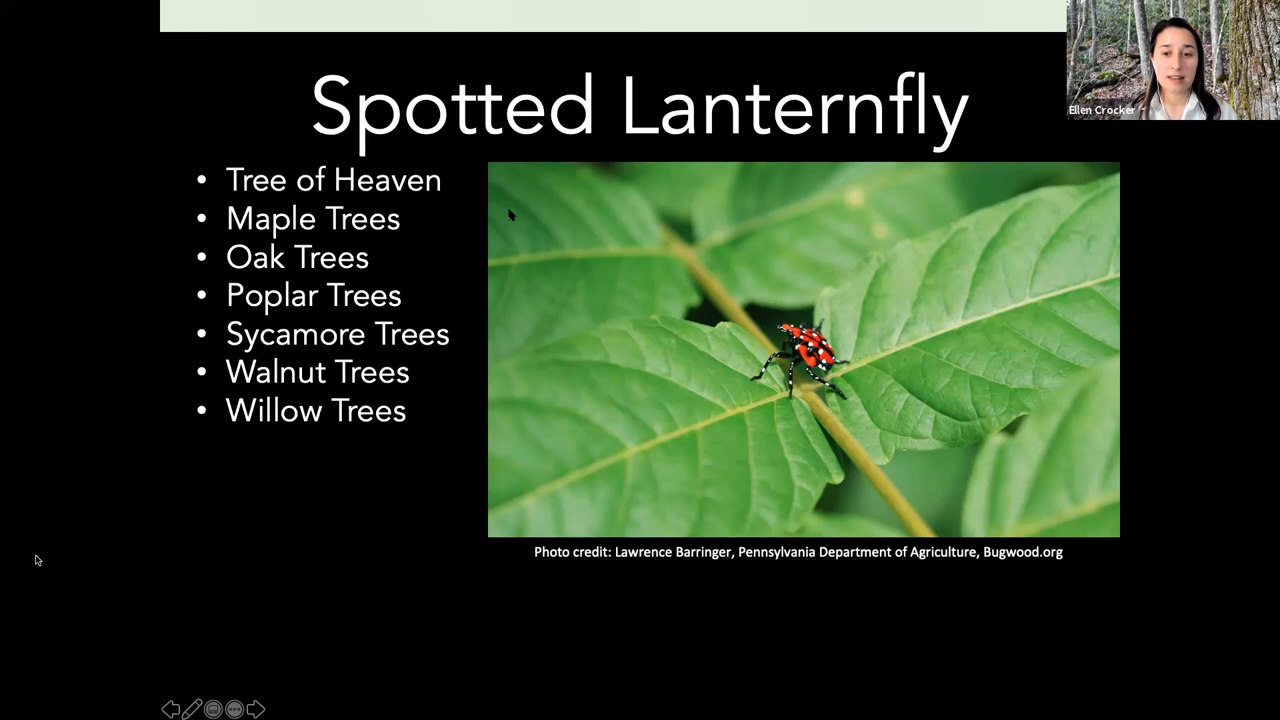 Ellen Crocker
Spotted Lanternfly
• Tree of Heaven
• Maple Trees
• Oak Trees
• Poplar Trees
• Sycamore Trees
• Walnut Trees
• Willow Trees
Photo credit: Lawrence Barringer, Pennsylvania Department of Agriculture, Bugwood.org